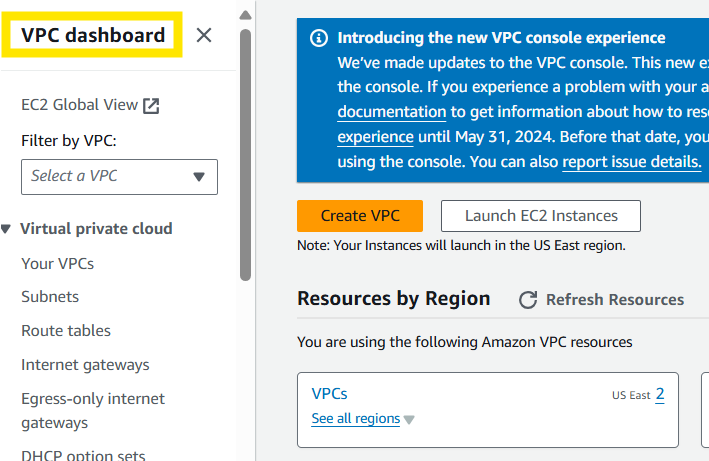 VPC dashboard
EC2 Global View
Filter by VPC:
Select a VPC
Virtual private cloud
Your VPCs
Subnets
Route tables
Internet gateways
Egress-only internet
gateways
DHCP option sets
Introducing the new VPC console experience
We've made updates to the VPC console. This new
the console. If you experience a problem with your
documentation to get information about how to
experience until May 31, 2024. Before that date, you
using the console. You can also report issue details.
Create VPC
Launch EC2 Instances
Note: Your Instances will launch in the US East region.
Resources by Region
Refresh Resources
You are using the following Amazon VPC resources
VPCs
US East 2
See all regions